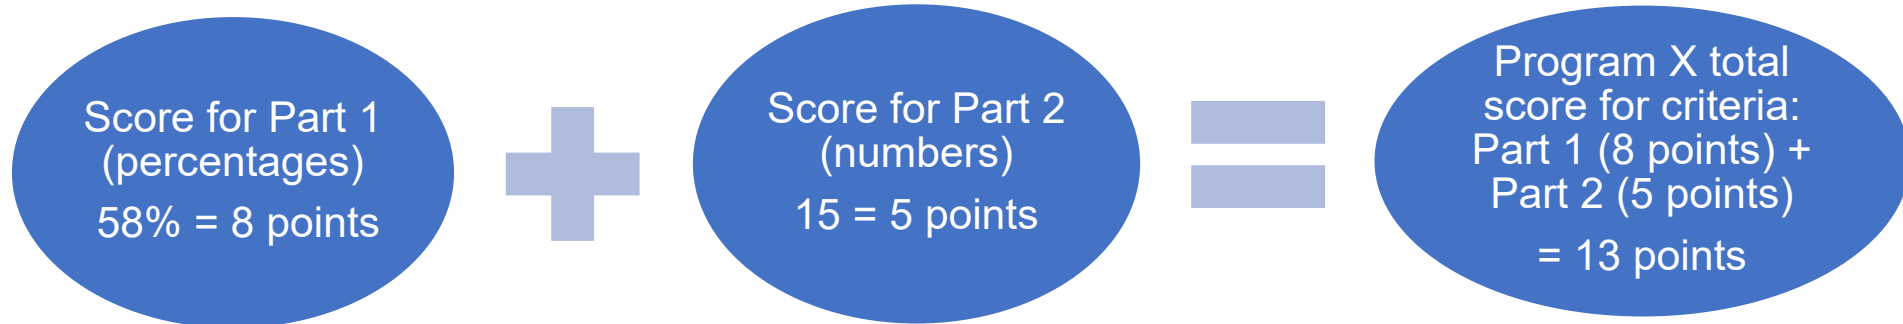 Score for Part 1
(percentages)
58% = 8 points
Score for Part 2
(numbers)
15 = 5 points
Program X total
score for criteria:
Part 1 (8 points) +
Part 2 (5 points)
= 13 points